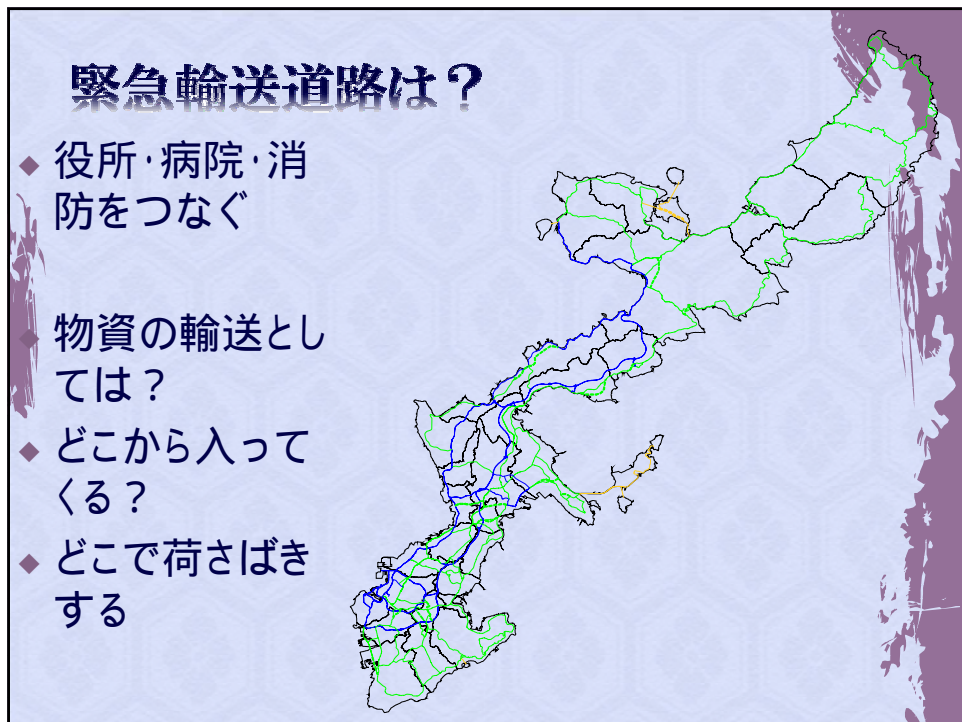 緊急輸送道路は？
役所･病院･消
防をつなぐ
物資の輸送とし
ては？
どこから入って
くる？
どこで荷さばき
する